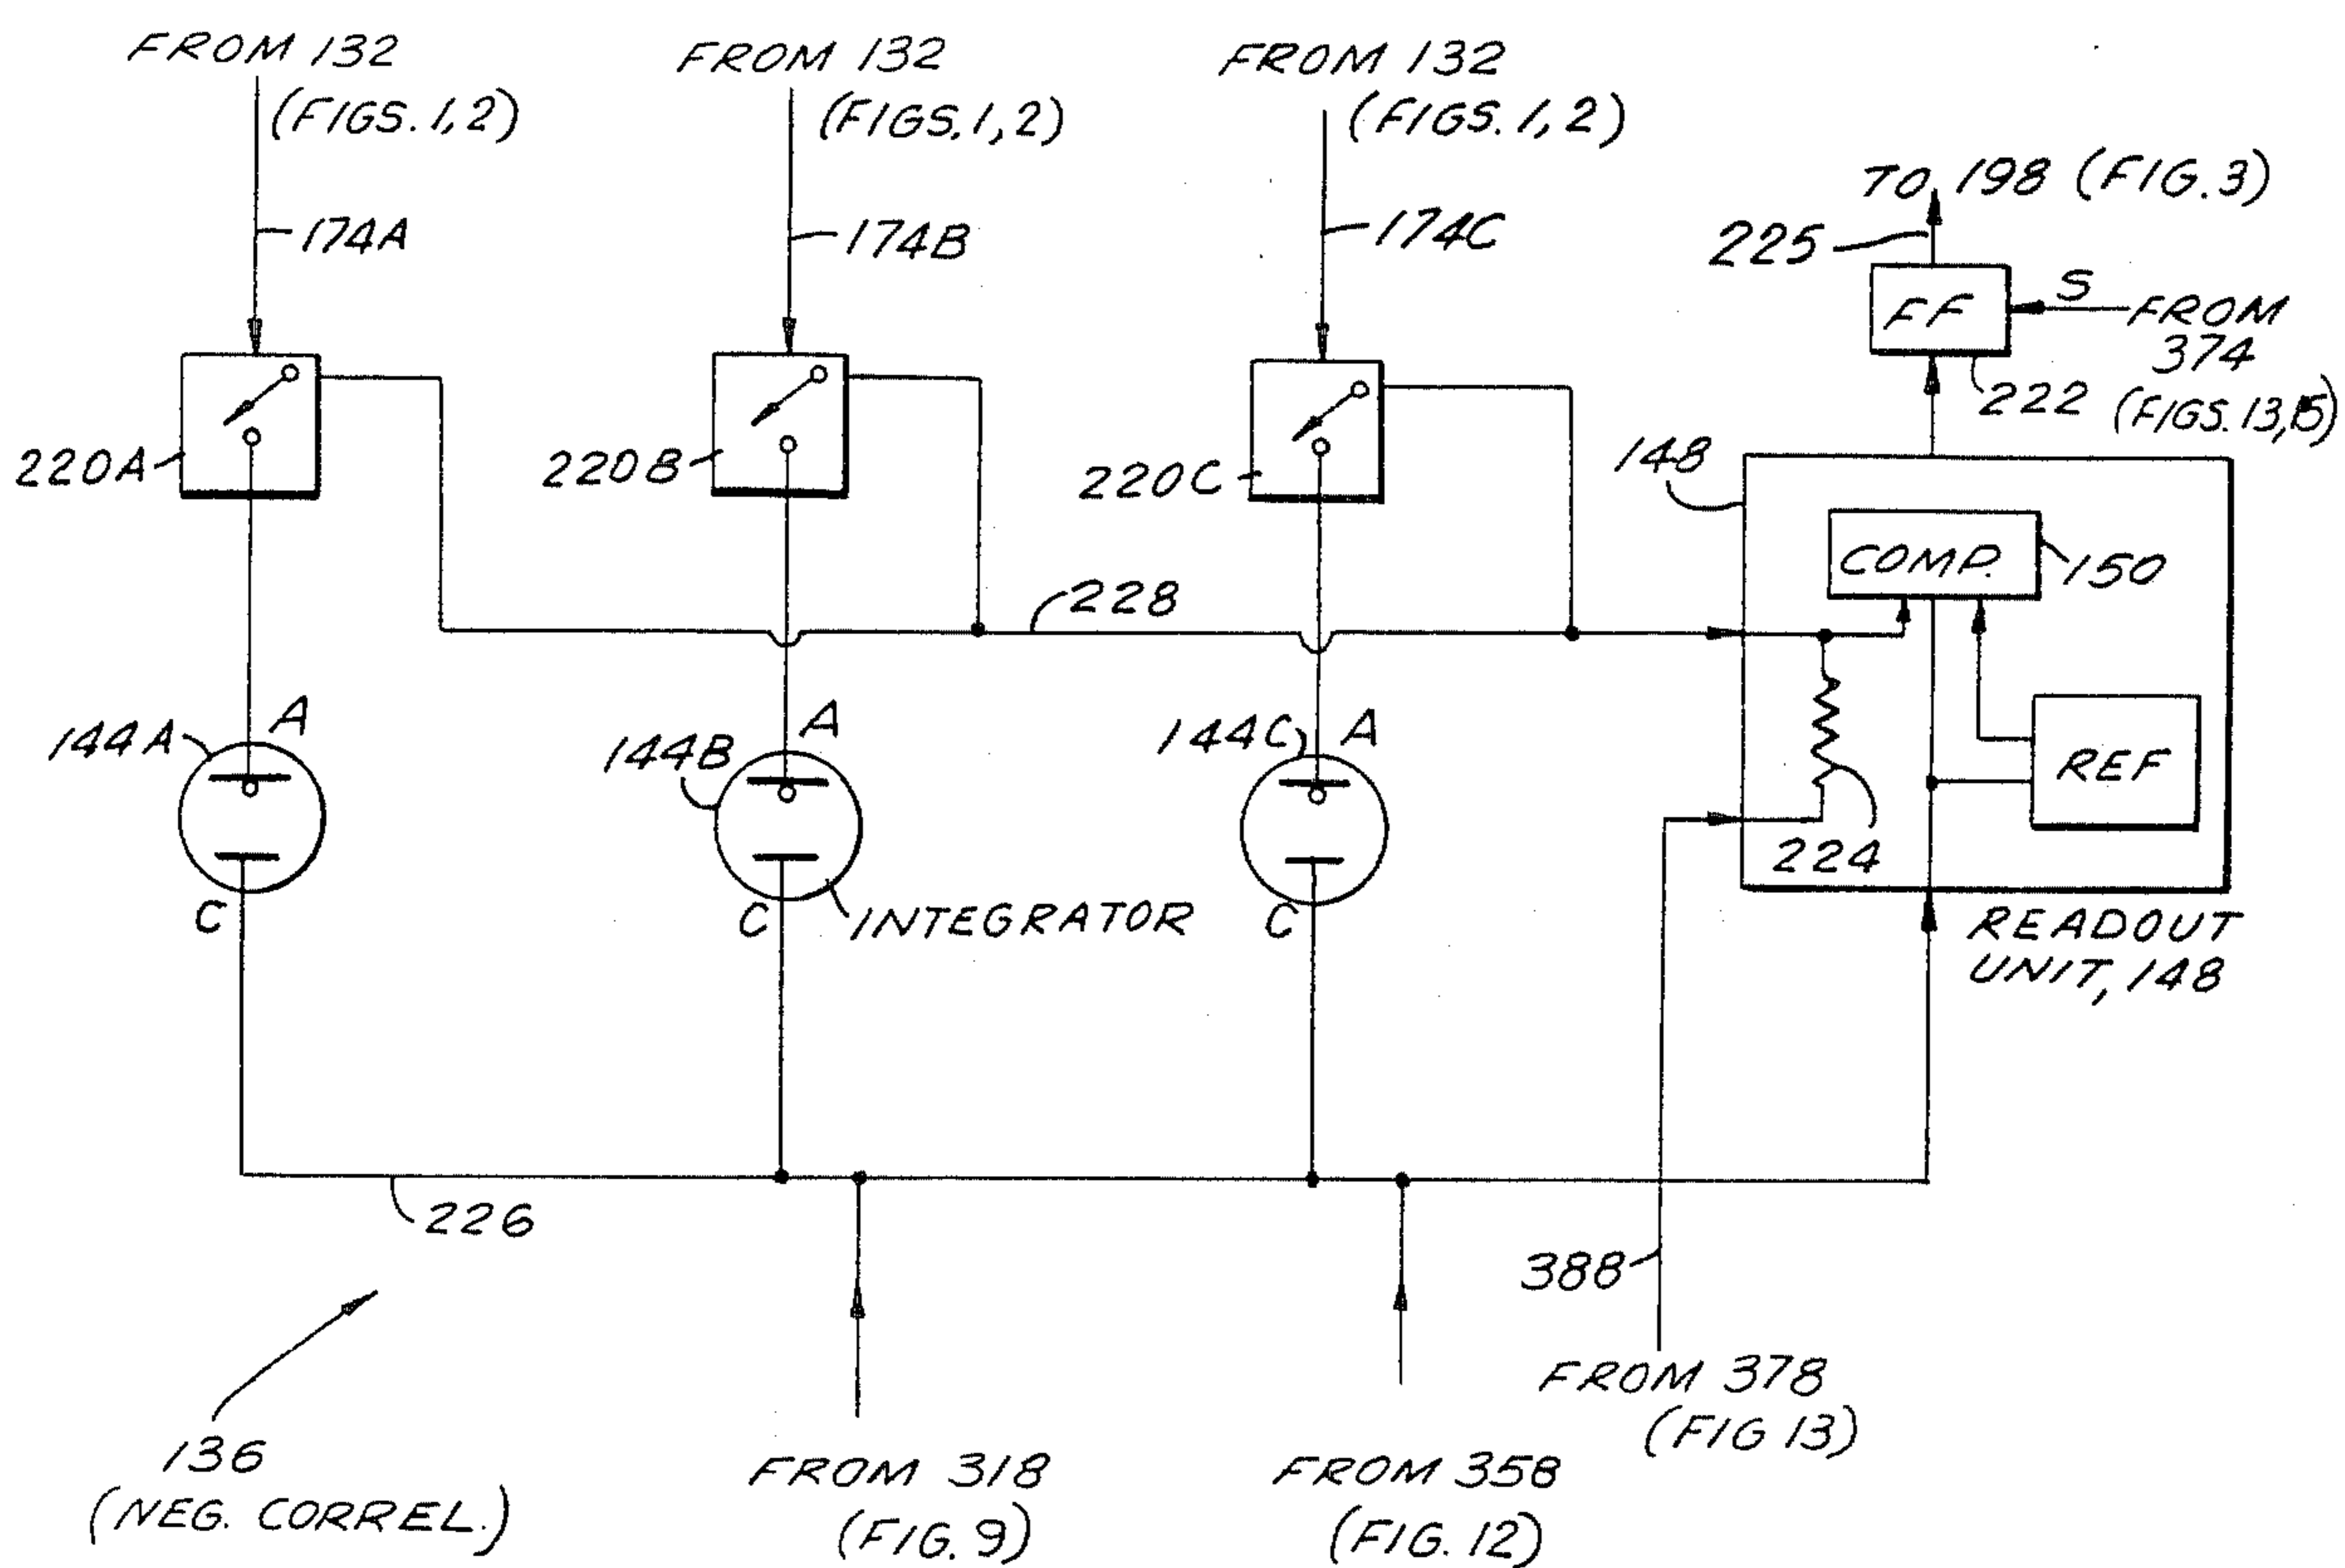 FROM 132
(FIGS. 1, 2)
FROM 132
(FIGS. 1, 2)
FROM 132
(FIGS. 1, 2)
TO 198 (FIG. 3)
174A
174B
174C
225
FF
S
FROM
374
(FIGS. 13, 15)
222
220A
220B
220C
148
COMP.
150
228
REF
224
144A
A
C
144B
A
C
INTEGRATOR
144C
A
C
READOUT
UNIT, 148
226
388
136
(NEG. CORREL.)
FROM 318
(FIG. 9)
FROM 358
(FIG. 12)
FROM 378
(FIG 13)